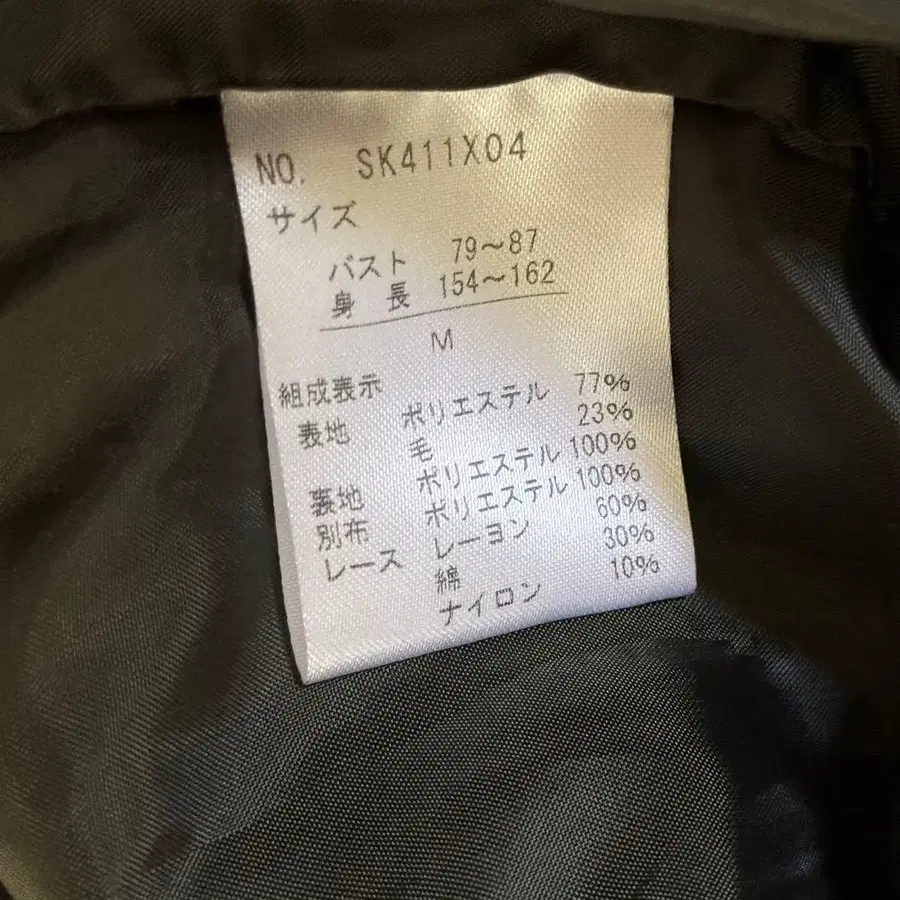 NO. SK411X04
サイズ
バスト 79～87
身長 154～162
M
組成表示
表地 ポリエステル 77%
毛 23%
裏地 ポリエステル 100%
別布 ポリエステル 100%
レース レーヨン 60%
綿 30%
ナイロン 10%